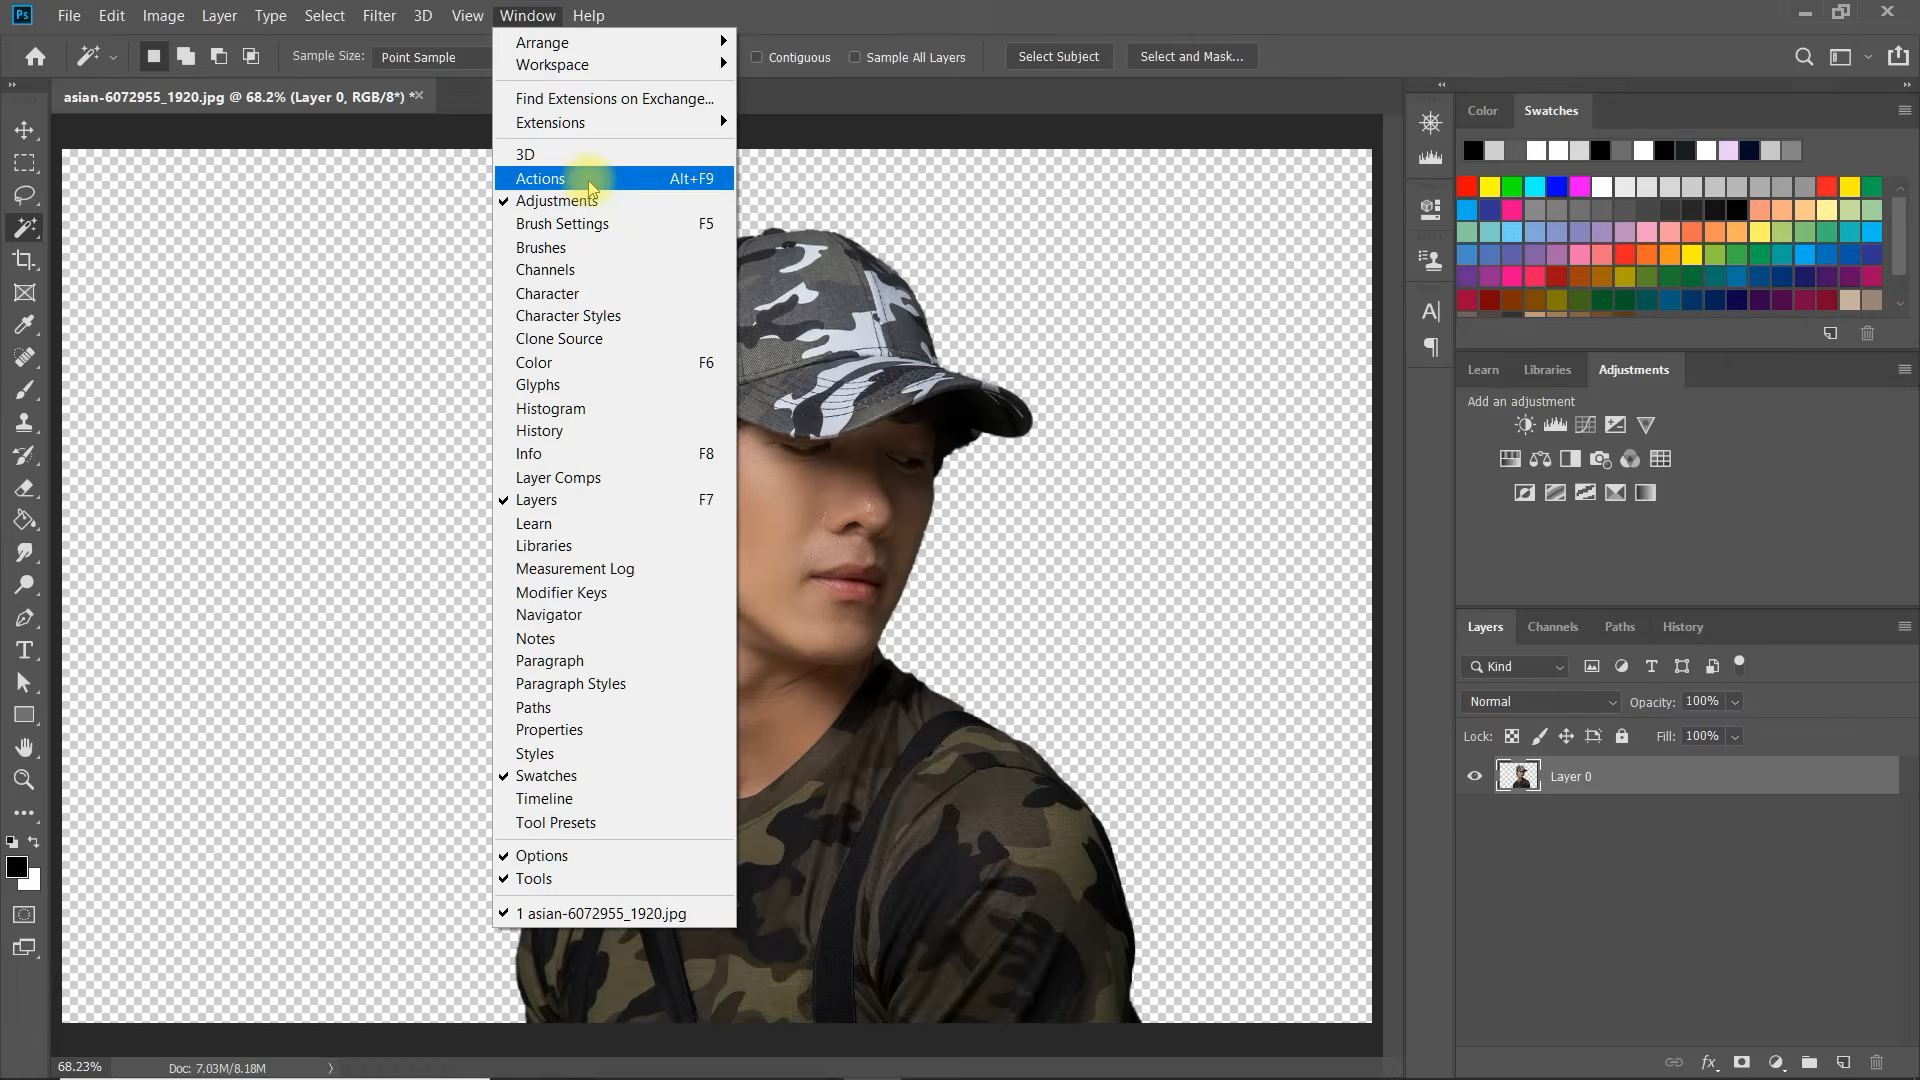 Ps File Edit Image Layer Type Select Filter 3D View Window Help
Sample Size: Point Sample Contiguous Sample All Layers Select Subject Select and Mask...
asian-6072955_1920.jpg @ 68.2% (Layer 0, RGB/8*) *
Arrange
Workspace
Find Extensions on Exchange...
Extensions
3D
Actions Alt+F9
Adjustments
Brush Settings F5
Brushes
Channels
Character
Character Styles
Clone Source
Color F6
Glyphs
Histogram
History
Info F8
Layer Comps
Layers F7
Learn
Libraries
Measurement Log
Modifier Keys
Navigator
Notes
Paragraph
Paragraph Styles
Paths
Properties
Styles
Swatches
Timeline
Tool Presets
Options
Tools
1 asian-6072955_1920.jpg
Color Swatches
Learn Libraries Adjustments
Add an adjustment
Layers Channels Paths History
Kind
Normal Opacity: 100%
Lock: Fill: 100%
Layer 0
68.23% Doc: 7.03M/8.18M